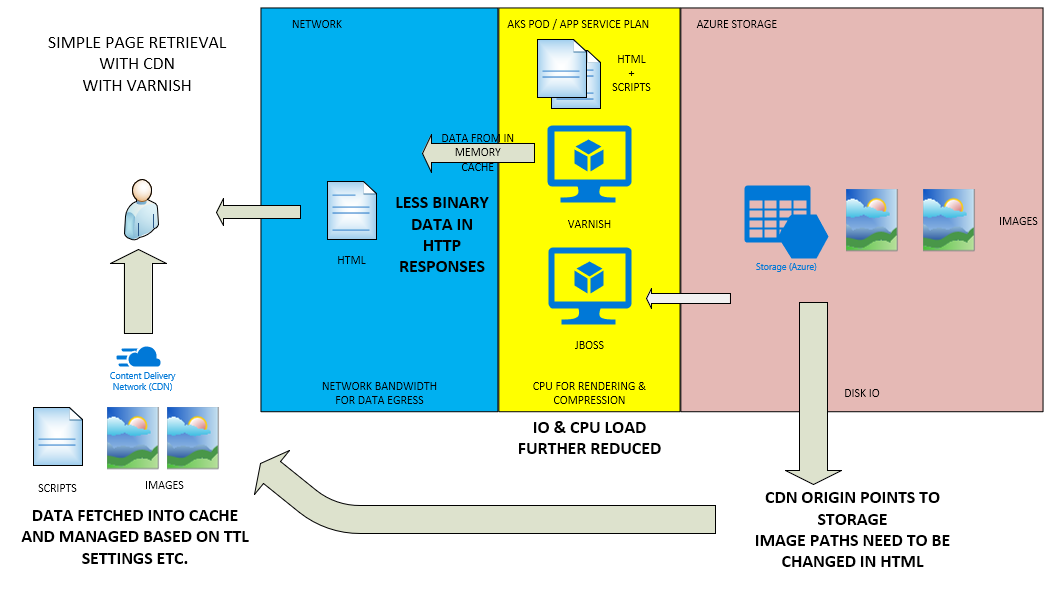 SIMPLE PAGE RETRIEVAL
WITH CDN
WITH VARNISH
NETWORK
AKS POD / APP SERVICE PLAN
AZURE STORAGE
HTML
+
SCRIPTS
DATA FROM IN
MEMORY
CACHE
LESS BINARY
DATA IN
HTTP
RESPONSES
HTML
VARNISH
IMAGES
Storage (Azure)
JBOSS
Content Delivery
Network (CDN)
NETWORK BANDWIDTH
FOR DATA EGRESS
CPU FOR RENDERING &
COMPRESSION
DISK IO
IO & CPU LOAD
FURTHER REDUCED
SCRIPTS
IMAGES
DATA FETCHED INTO CACHE
AND MANAGED BASED ON TTL
SETTINGS ETC.
CDN ORIGIN POINTS TO
STORAGE
IMAGE PATHS NEED TO BE
CHANGED IN HTML